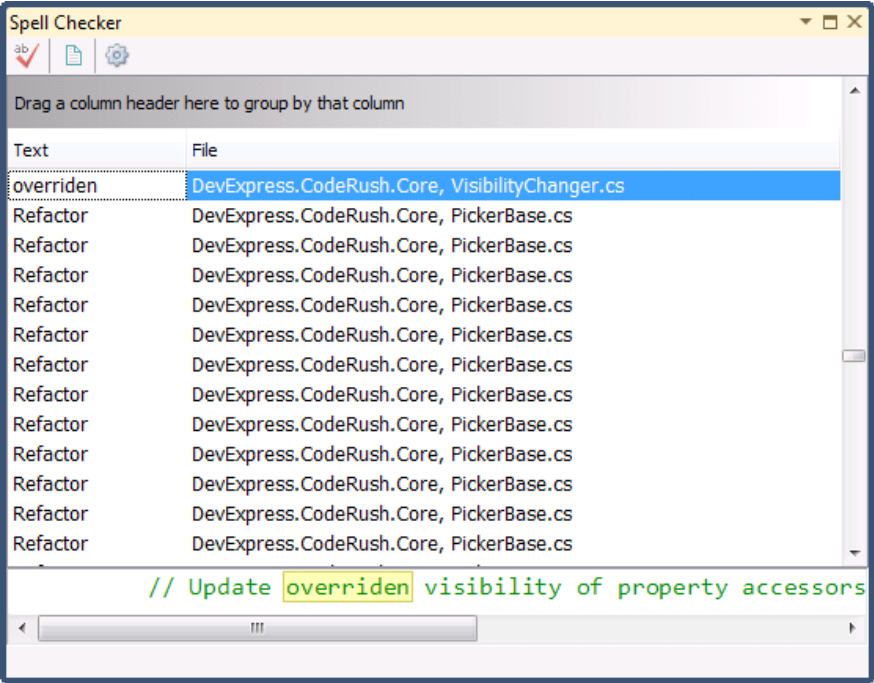 Spell Checker
ab
Drag a column header here to group by that column
Text File
overriden DevExpress.CodeRush.Core, VisibilityChanger.cs
Refactor DevExpress.CodeRush.Core, PickerBase.cs
Refactor DevExpress.CodeRush.Core, PickerBase.cs
Refactor DevExpress.CodeRush.Core, PickerBase.cs
Refactor DevExpress.CodeRush.Core, PickerBase.cs
Refactor DevExpress.CodeRush.Core, PickerBase.cs
Refactor DevExpress.CodeRush.Core, PickerBase.cs
Refactor DevExpress.CodeRush.Core, PickerBase.cs
Refactor DevExpress.CodeRush.Core, PickerBase.cs
Refactor DevExpress.CodeRush.Core, PickerBase.cs
Refactor DevExpress.CodeRush.Core, PickerBase.cs
Refactor DevExpress.CodeRush.Core, PickerBase.cs
Refactor DevExpress.CodeRush.Core, PickerBase.cs
// Update overriden visibility of property accessors